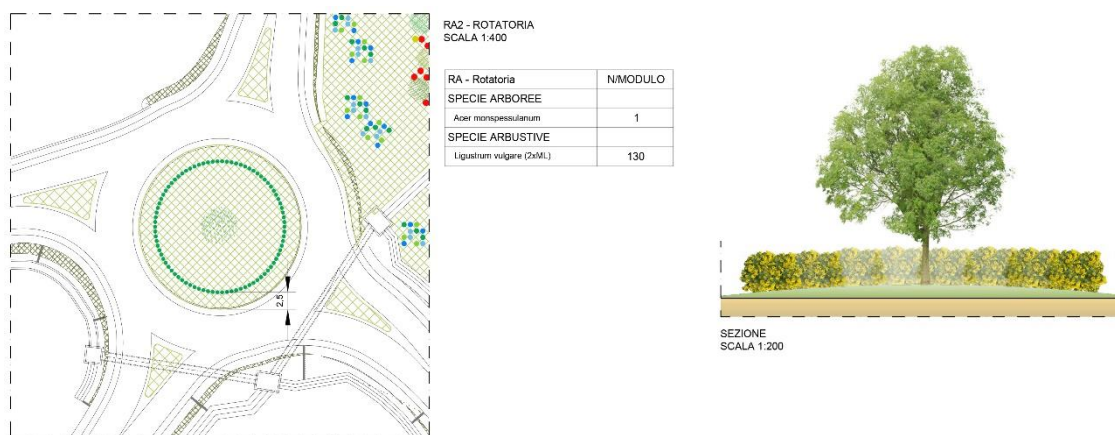 RA2 - ROTATORIA
SCALA 1:400
RA - Rotatoria N/MODULO
SPECIE ARBOREE
Acer monspessulanum 1
SPECIE ARBUSTIVE
Ligustrum vulgare (2xML) 130
2.5
SEZIONE
SCALA 1:200